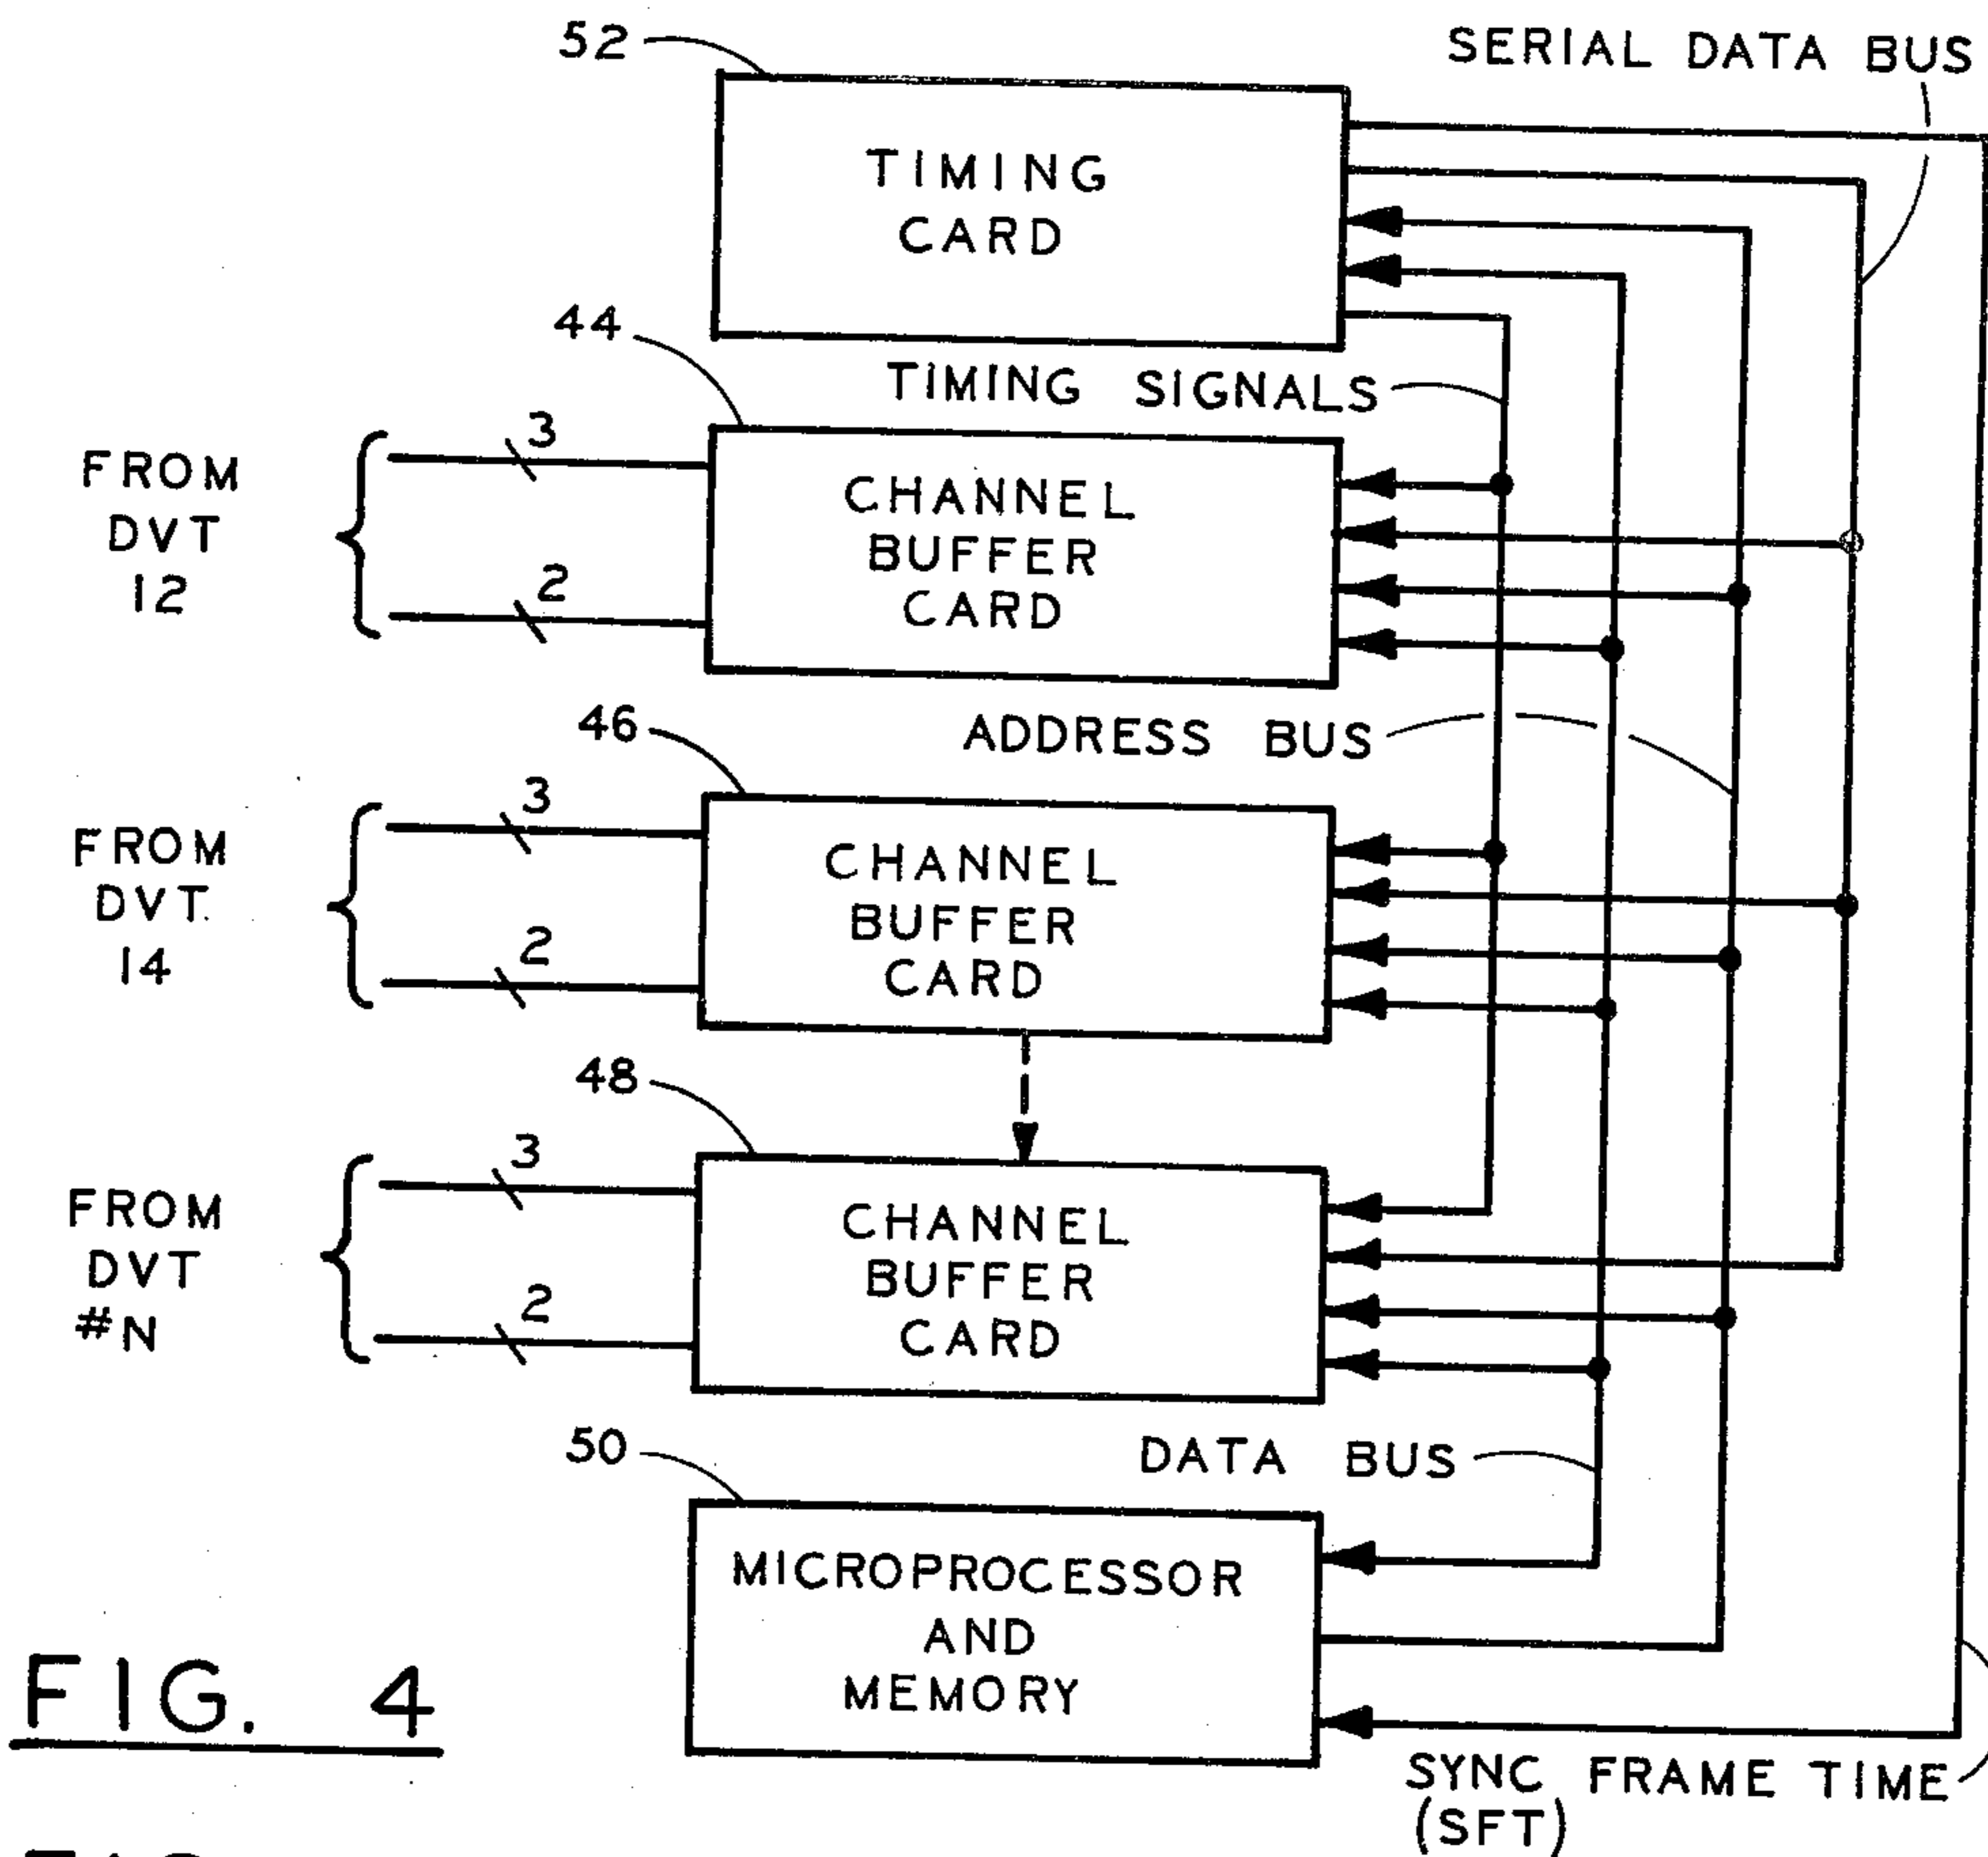 52
SERIAL DATA BUS
TIMING
CARD
44
TIMING SIGNALS
FROM
DVT
12
3
2
CHANNEL
BUFFER
CARD
ADDRESS BUS
46
FROM
DVT
14
3
2
CHANNEL
BUFFER
CARD
48
FROM
DVT
#N
3
2
CHANNEL
BUFFER
CARD
DATA BUS
50
MICROPROCESSOR
AND
MEMORY
SYNC FRAME TIME
(SFT)
FIG. 4